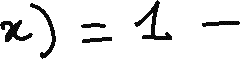 x) = 1 -